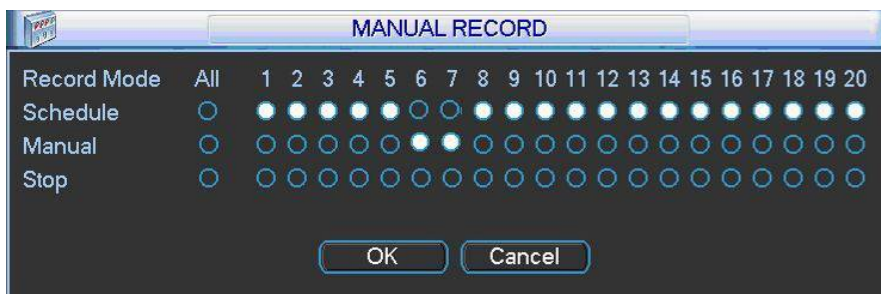 MANUAL RECORD
Record Mode All 1 2 3 4 5 6 7 8 9 10 11 12 13 14 15 16 17 18 19 20
Schedule
Manual
Stop
OK Cancel